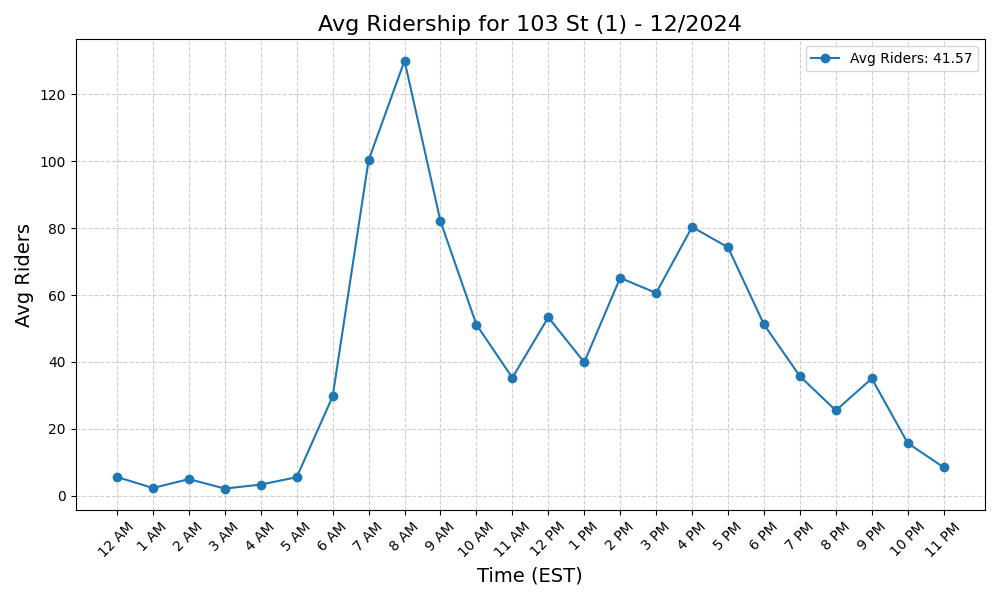 Avg Ridership for 103 St (1) - 12/2024
Avg Riders: 41.57
Avg Riders
120
100
80
60
40
20
0
12 AM
1 AM
2 AM
3 AM
4 AM
5 AM
6 AM
7 AM
8 AM
9 AM
10 AM
11 AM
12 PM
1 PM
2 PM
3 PM
4 PM
5 PM
6 PM
7 PM
8 PM
9 PM
10 PM
11 PM
Time (EST)